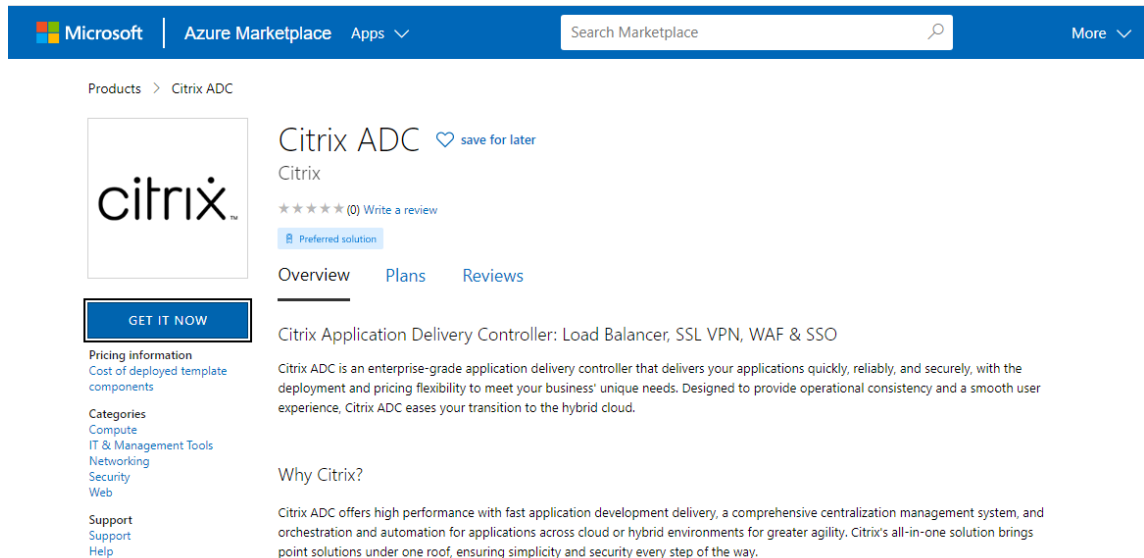 Microsoft
Azure Marketplace
Apps
Search Marketplace
More
Products > Citrix ADC
citrix™
Citrix ADC
save for later
Citrix
(0) Write a review
Preferred solution
Overview
Plans
Reviews
GET IT NOW
Pricing information
Cost of deployed template
components
Categories
Compute
IT & Management Tools
Networking
Security
Web
Support
Support
Help
Citrix Application Delivery Controller: Load Balancer, SSL VPN, WAF & SSO
Citrix ADC is an enterprise-grade application delivery controller that delivers your applications quickly, reliably, and securely, with the
deployment and pricing flexibility to meet your business' unique needs. Designed to provide operational consistency and a smooth user
experience, Citrix ADC eases your transition to the hybrid cloud.
Why Citrix?
Citrix ADC offers high performance with fast application development delivery, a comprehensive centralization management system, and
orchestration and automation for applications across cloud or hybrid environments for greater agility. Citrix's all-in-one solution brings
point solutions under one roof, ensuring simplicity and security every step of the way.